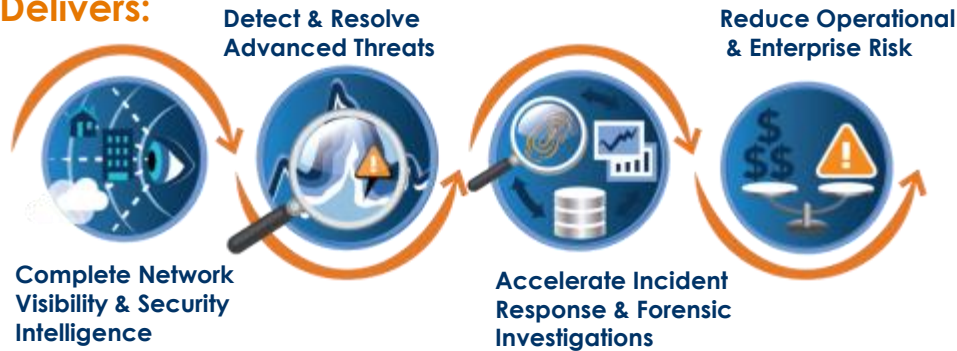 Delivers:
Detect & Resolve
Advanced Threats
Reduce Operational
& Enterprise Risk
$
$$
Complete Network
Visibility & Security
Intelligence
Accelerate Incident
Response & Forensic
Investigations